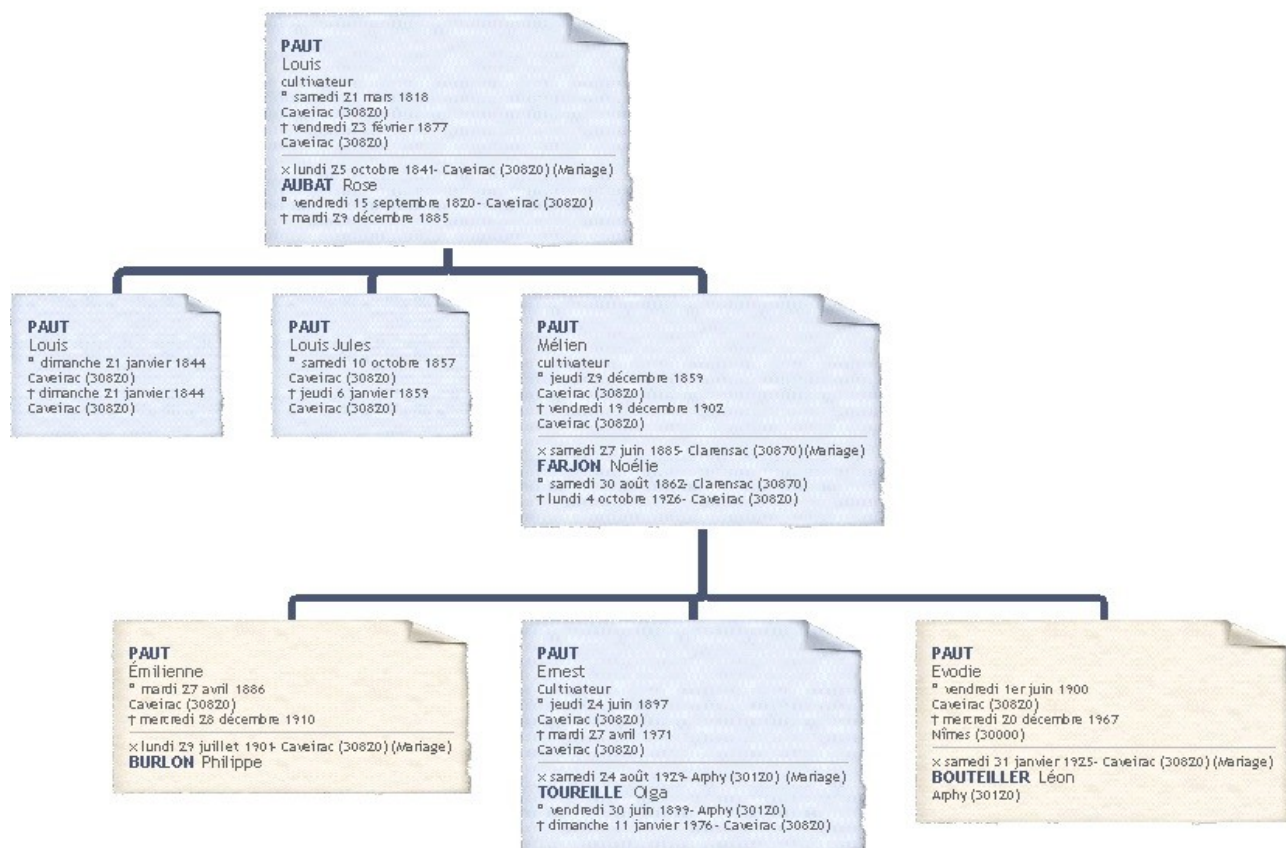 PAUT
Louis
cultivateur
° samedi 21 mars 1818
Caveirac (30820)
† vendredi 23 février 1877
Caveirac (30820)
× lundi 25 octobre 1841- Caveirac (30820) (Mariage)
AUBAT Rose
° vendredi 15 septembre 1820- Caveirac (30820)
† mardi 29 décembre 1885
PAUT
Louis
° dimanche 21 janvier 1844
Caveirac (30820)
† dimanche 21 janvier 1844
Caveirac (30820)
PAUT
Louis Jules
° samedi 10 octobre 1857
Caveirac (30820)
† jeudi 6 janvier 1859
Caveirac (30820)
PAUT
Mélien
cultivateur
° jeudi 29 décembre 1859
Caveirac (30820)
† vendredi 19 décembre 1902
Caveirac (30820)
× samedi 27 juin 1885- Clarensac (30870) (Mariage)
FARJON Noélie
° samedi 30 août 1862- Clarensac (30870)
† lundi 4 octobre 1926- Caveirac (30820)
PAUT
Émilienne
° mardi 27 avril 1886
Caveirac (30820)
† mercredi 28 décembre 1910
× lundi 29 juillet 1901- Caveirac (30820) (Mariage)
BURLON Philippe
PAUT
Ernest
Cultivateur
° jeudi 24 juin 1897
Caveirac (30820)
† mardi 27 avril 1971
Caveirac (30820)
× samedi 24 août 1929- Arphy (30120) (Mariage)
TOUREILLE Olga
° vendredi 30 juin 1899- Arphy (30120)
† dimanche 11 janvier 1976- Caveirac (30820)
PAUT
Evodie
° vendredi 1er juin 1900
Caveirac (30820)
† mercredi 20 décembre 1967
Nîmes (30000)
× samedi 31 janvier 1925- Caveirac (30820) (Mariage)
BOUTEILLER Léon
Arphy (30120)